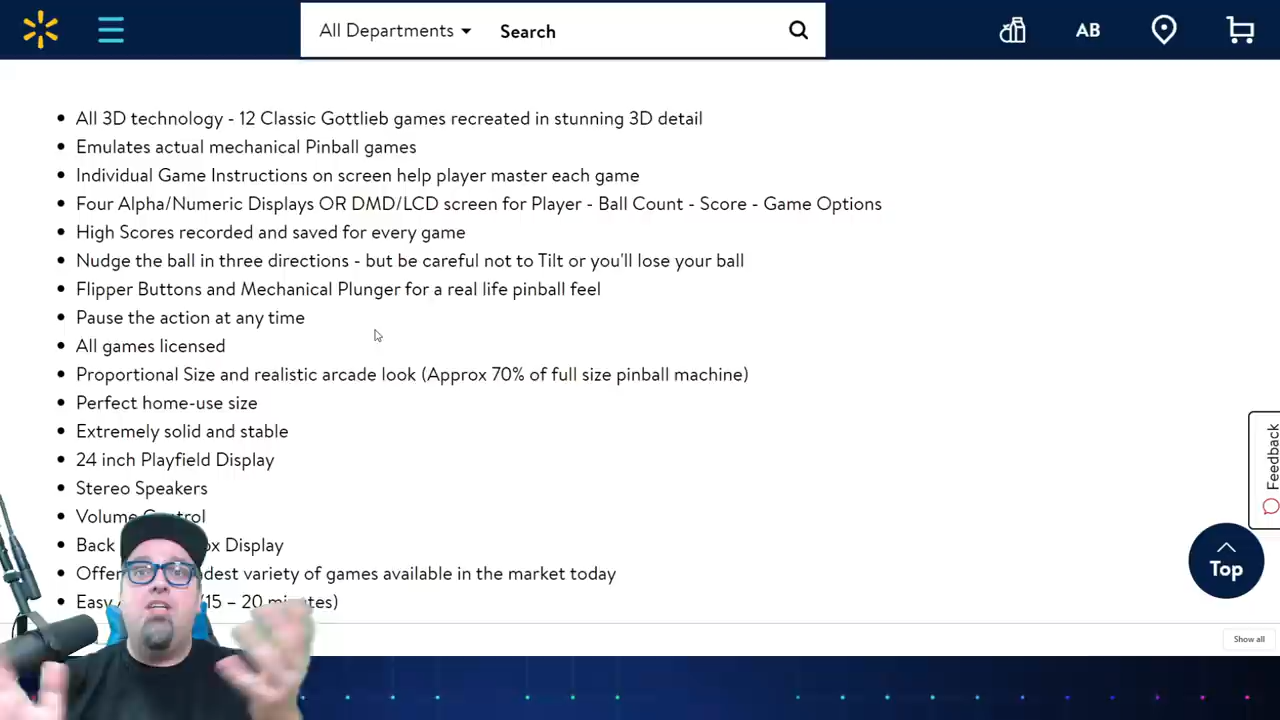 All Departments Search AB
All 3D technology - 12 Classic Gottlieb games recreated in stunning 3D detail
Emulates actual mechanical Pinball games
Individual Game Instructions on screen help player master each game
Four Alpha/Numeric Displays OR DMD/LCD screen for Player - Ball Count - Score - Game Options
High Scores recorded and saved for every game
Nudge the ball in three directions - but be careful not to Tilt or you'll lose your ball
Flipper Buttons and Mechanical Plunger for a real life pinball feel
Pause the action at any time
All games licensed
Proportional Size and realistic arcade look (Approx 70% of full size pinball machine)
Perfect home-use size
Extremely solid and stable
24 inch Playfield Display
Feedback
Stereo Speakers
Volume
Back Display
variety of games available in the market today
Top
Easy (15 – 20
Show all